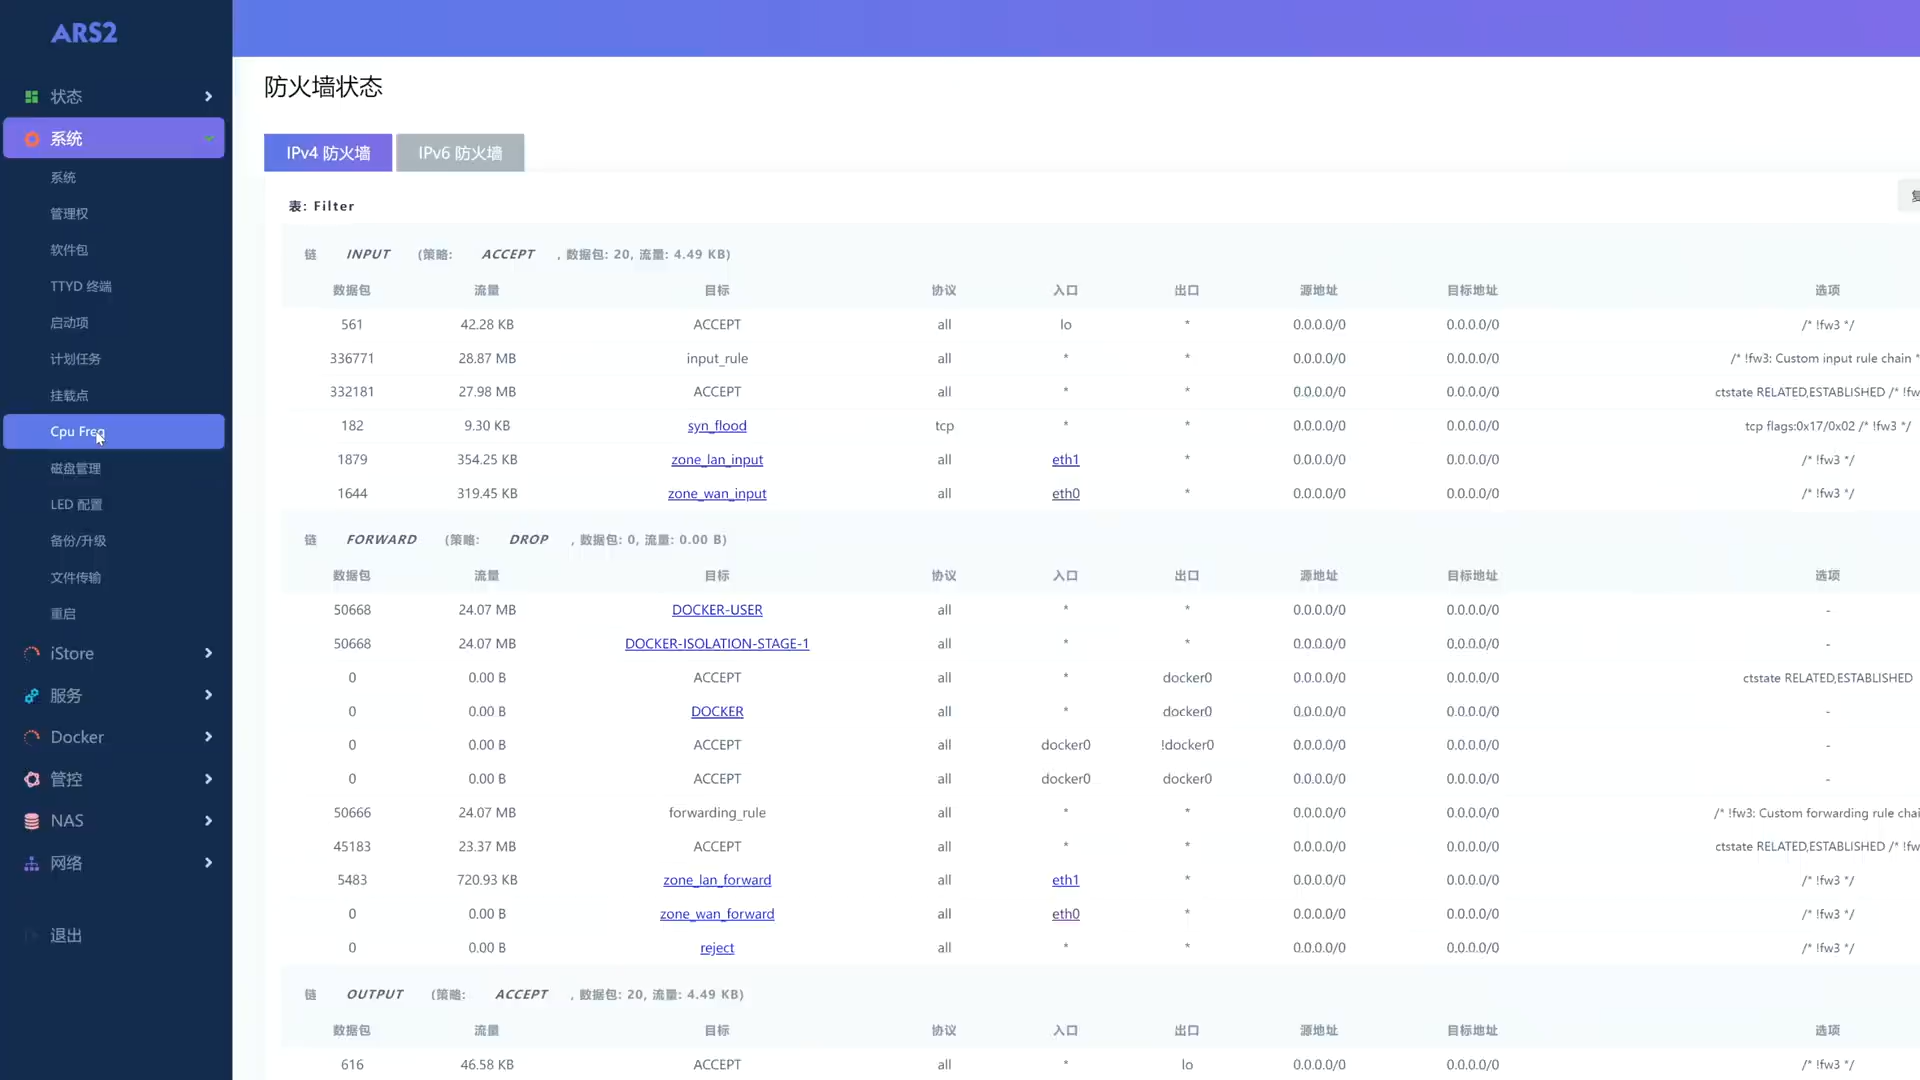 ARS2
状态
系统
系统
管理权
软件包
TTYD 终端
启动项
计划任务
挂载点
Cpu Freq
磁盘管理
LED 配置
备份/升级
文件传输
重启
iStore
服务
Docker
管控
NAS
网络
退出
防火墙状态
IPv4 防火墙 IPv6 防火墙
表: Filter
链 INPUT (策略: ACCEPT , 数据包: 20, 流量: 4.49 KB)
数据包 流量 目标 协议 入口 出口 源地址 目标地址 选项
561 42.28 KB ACCEPT all lo * 0.0.0.0/0 0.0.0.0/0 /* !fw3 */
336771 28.87 MB input_rule all * * 0.0.0.0/0 0.0.0.0/0 /* !fw3: Custom input rule chain *
332181 27.98 MB ACCEPT all * * 0.0.0.0/0 0.0.0.0/0 ctstate RELATED,ESTABLISHED /* !fw
182 9.30 KB syn_flood tcp * * 0.0.0.0/0 0.0.0.0/0 tcp flags:0x17/0x02 /* !fw3 */
1879 354.25 KB zone_lan_input all eth1 * 0.0.0.0/0 0.0.0.0/0 /* !fw3 */
1644 319.45 KB zone_wan_input all eth0 * 0.0.0.0/0 0.0.0.0/0 /* !fw3 */
链 FORWARD (策略: DROP , 数据包: 0, 流量: 0.00 B)
数据包 流量 目标 协议 入口 出口 源地址 目标地址 选项
50668 24.07 MB DOCKER-USER all * * 0.0.0.0/0 0.0.0.0/0 -
50668 24.07 MB DOCKER-ISOLATION-STAGE-1 all * * 0.0.0.0/0 0.0.0.0/0 -
0 0.00 B ACCEPT all * docker0 0.0.0.0/0 0.0.0.0/0 ctstate RELATED,ESTABLISHED
0 0.00 B DOCKER all * docker0 0.0.0.0/0 0.0.0.0/0 -
0 0.00 B ACCEPT all docker0 !docker0 0.0.0.0/0 0.0.0.0/0 -
0 0.00 B ACCEPT all docker0 docker0 0.0.0.0/0 0.0.0.0/0 -
50666 24.07 MB forwarding_rule all * * 0.0.0.0/0 0.0.0.0/0 /* !fw3: Custom forwarding rule chai
45183 23.37 MB ACCEPT all * * 0.0.0.0/0 0.0.0.0/0 ctstate RELATED,ESTABLISHED /* !fw
5483 720.93 KB zone_lan_forward all eth1 * 0.0.0.0/0 0.0.0.0/0 /* !fw3 */
0 0.00 B zone_wan_forward all eth0 * 0.0.0.0/0 0.0.0.0/0 /* !fw3 */
0 0.00 B reject all * * 0.0.0.0/0 0.0.0.0/0 /* !fw3 */
链 OUTPUT (策略: ACCEPT , 数据包: 20, 流量: 4.49 KB)
数据包 流量 目标 协议 入口 出口 源地址 目标地址 选项
616 46.58 KB ACCEPT all * lo 0.0.0.0/0 0.0.0.0/0 /* !fw3 */